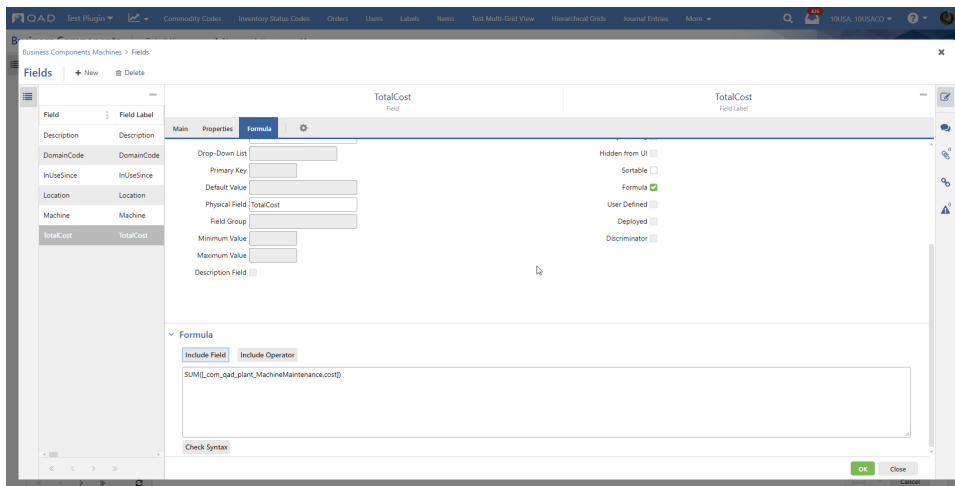 QAD Test Plugin Commodity Codes Inventory Status Codes Orders Users Labels Items Test Multi-Grid View Hierarchical Grids Journal Entries More 10USA, 10USACO
Business Components Machines > Fields
Fields + New Delete
TotalCost TotalCost
Field Field Label
Field Field Label
Main Properties Formula
Description Description
DomainCode DomainCode
InUseSince InUseSince
Location Location
Machine Machine
TotalCost TotalCost
Drop-Down List Hidden from UI
Primary Key Sortable
Default Value Formula
Physical Field TotalCost User Defined
Field Group Deployed
Minimum Value Discriminator
Maximum Value
Description Field
Formula
Include Field Include Operator
SUM([_com_qad_plant_MachineMaintenance.cost])
Check Syntax
OK Close
Cancel